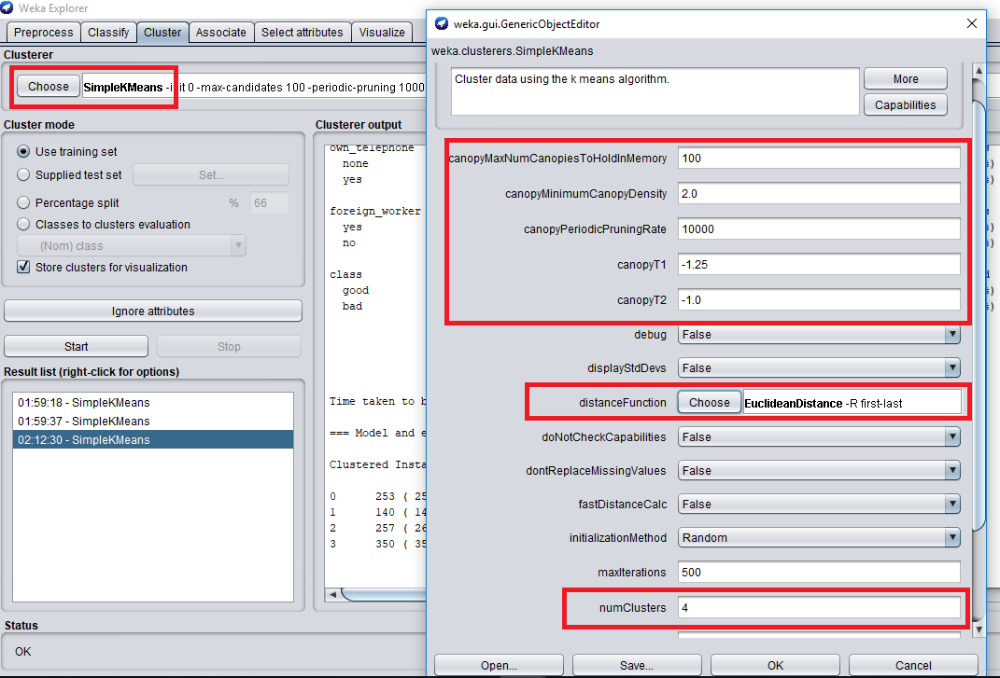 Weka Explorer
Preprocess Classify Cluster Associate Select attributes Visualize
Clusterer
Choose SimpleKMeans -init 0 -max-candidates 100 -periodic-pruning 1000
Cluster mode
Use training set
Supplied test set Set...
Percentage split % 66
Classes to clusters evaluation
(Nom) class
Store clusters for visualization
Ignore attributes
Start Stop
Result list (right-click for options)
01:59:18 - SimpleKMeans
01:59:37 - SimpleKMeans
02:12:30 - SimpleKMeans
Status
OK
Clusterer output
own_telephone
none
yes
foreign_worker
yes
no
class
good
bad
Time taken to b
=== Model and e
Clustered Insta
0 253 ( 25
1 140 ( 14
2 257 ( 26
3 350 ( 35
weka.gui.GenericObjectEditor
weka.clusterers.SimpleKMeans
Cluster data using the k means algorithm.
More
Capabilities
canopyMaxNumCanopiesToHoldInMemory 100
canopyMinimumCanopyDensity 2.0
canopyPeriodicPruningRate 10000
canopyT1 -1.25
canopyT2 -1.0
debug False
displayStdDevs False
distanceFunction Choose EuclideanDistance -R first-last
doNotCheckCapabilities False
dontReplaceMissingValues False
fastDistanceCalc False
initializationMethod Random
maxIterations 500
numClusters 4
Open... Save... OK Cancel